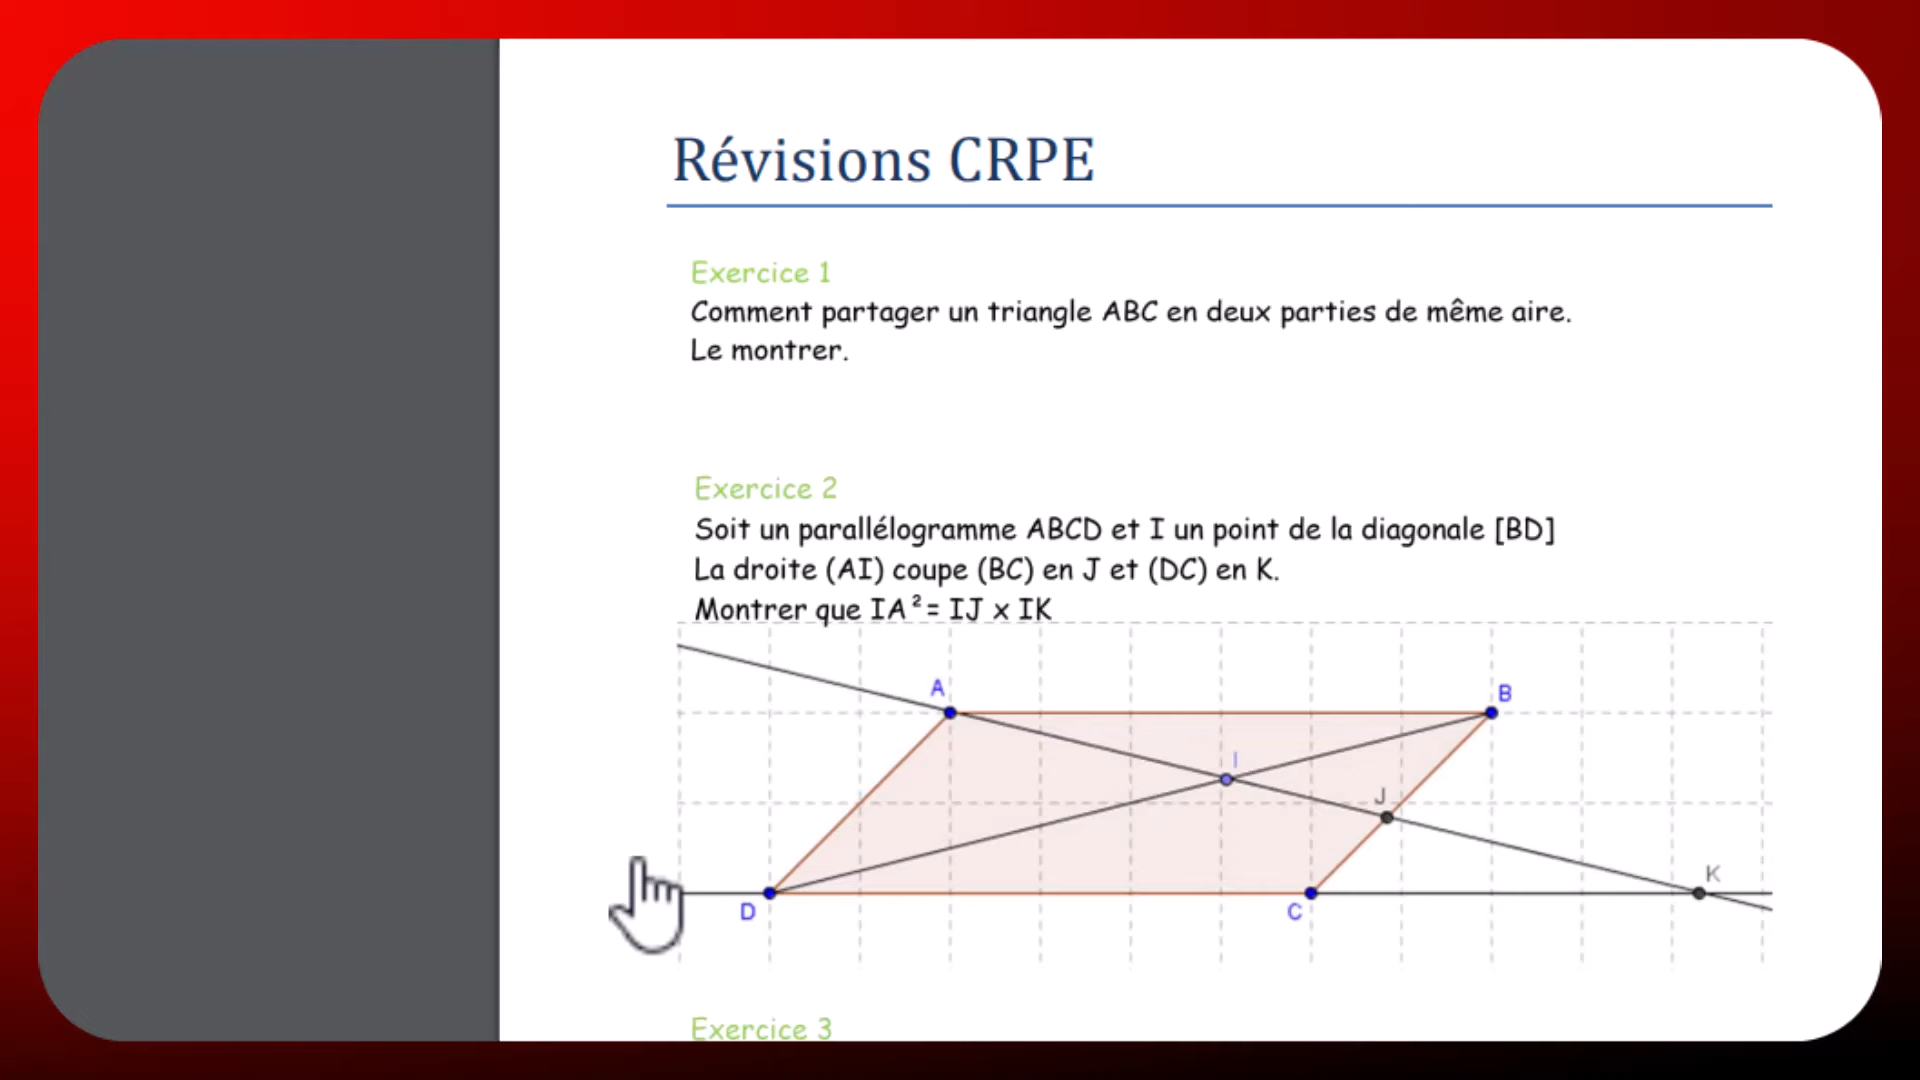 Révisions CRPE
Exercice 1
Comment partager un triangle ABC en deux parties de même aire.
Le montrer.
Exercice 2
Soit un parallélogramme ABCD et I un point de la diagonale [BD]
La droite (AI) coupe (BC) en J et (DC) en K.
Montrer que IA²= IJ x IK
A
B
I
J
K
D
C
Exercice 3